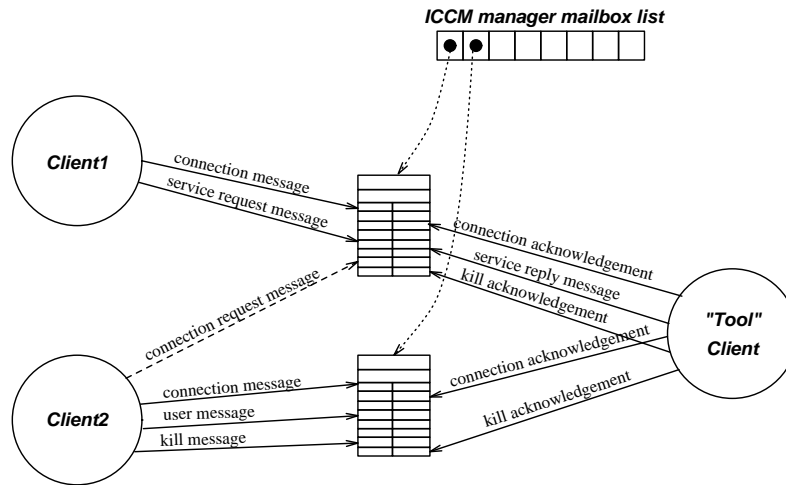 ICCM manager mailbox list
Client1
connection message
service request message
connection acknowledgement
service reply message
kill acknowledgement
"Tool"
Client
connection request message
connection acknowledgement
kill acknowledgement
Client2
connection message
user message
kill message